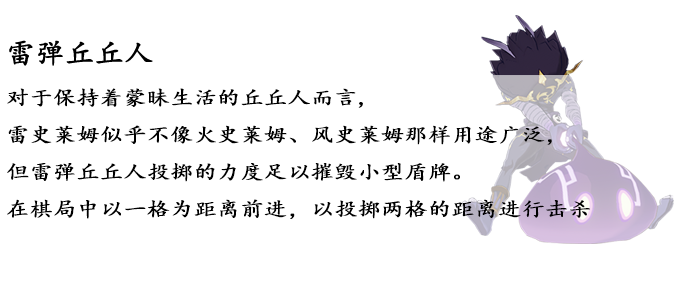 雷弹丘丘人
对于保持着蒙昧生活的丘丘人而言，
雷史莱姆似乎不像火史莱姆、风史莱姆那样用途广泛，
但雷弹丘丘人投掷的力度足以摧毁小型盾牌。
在棋局中以一格为距离前进，以投掷两格的距离进行击杀